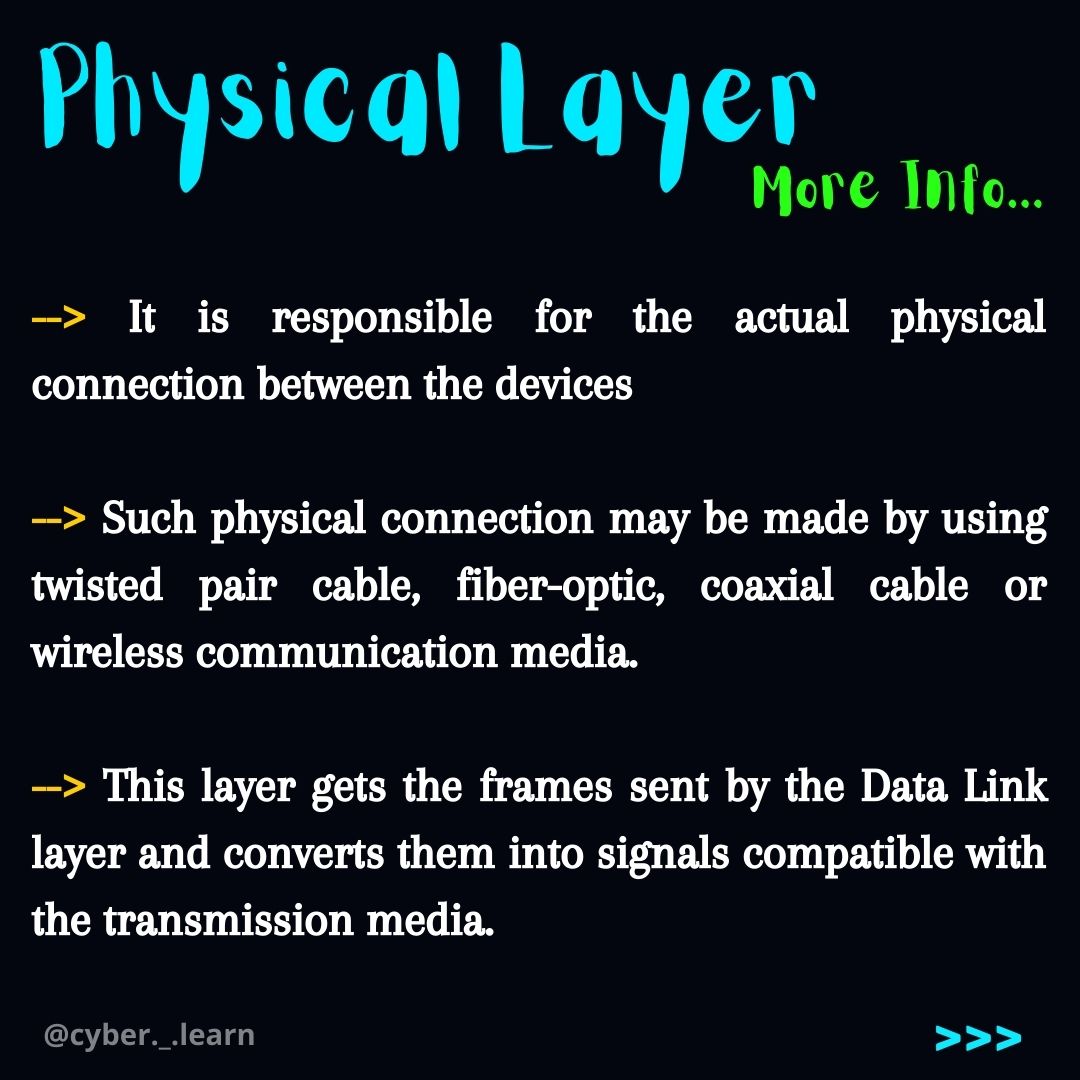 Physical Layer
More Info...
--> It is responsible for the actual physical
connection between the devices
--> Such physical connection may be made by using
twisted pair cable, fiber-optic, coaxial cable or
wireless communication media.
--> This layer gets the frames sent by the Data Link
layer and converts them into signals compatible with
the transmission media.
@cyber._.learn
>>>